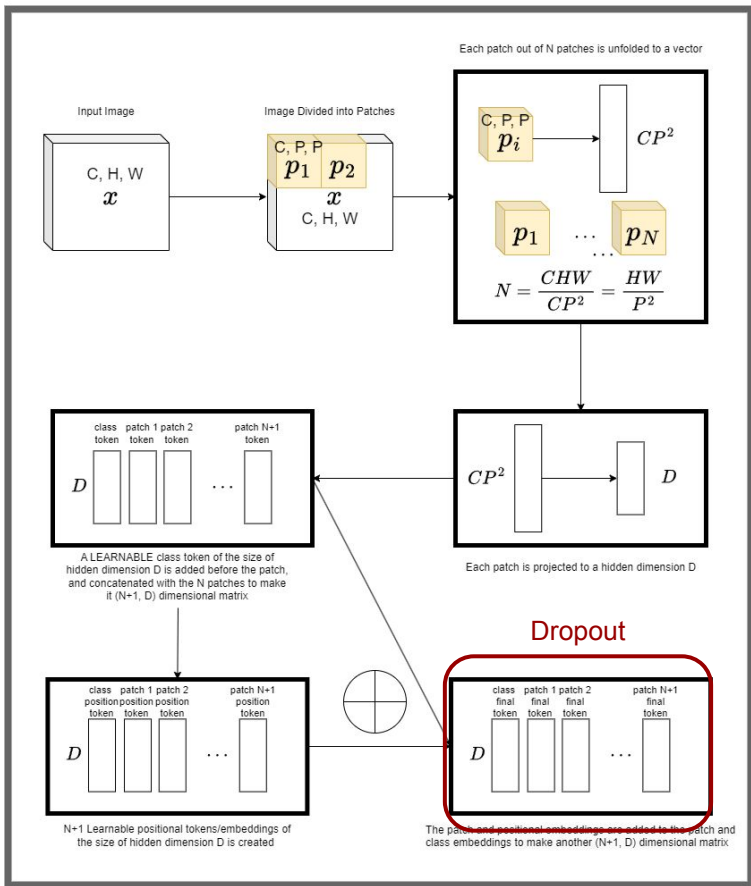 Each patch out of N patches is unfolded to a vector
Input Image
Image Divided into Patches
C, H, W
x
C, P, P
p₁
p₂
x
C, H, W
C, P, P
pᵢ
CP²
p₁
...
...
p_N
N = CHW/CP² = HW/P²
class token
patch 1 token
patch 2 token
patch N+1 token
D
...
CP²
D
A LEARNABLE class token of the size of
hidden dimension D is added before the patch,
and concatenated with the N patches to make
it (N+1, D) dimensional matrix
Each patch is projected to a hidden dimension D
Dropout
class position token
patch 1 position token
patch 2 position token
patch N+1 position token
D
...
class final token
patch 1 final token
patch 2 final token
patch N+1 final token
D
...
N+1 Learnable positional tokens/embeddings of
the size of hidden dimension D is created
The patch and positional embeddings are added to the patch and
class embeddings to make another (N+1, D) dimensional matrix